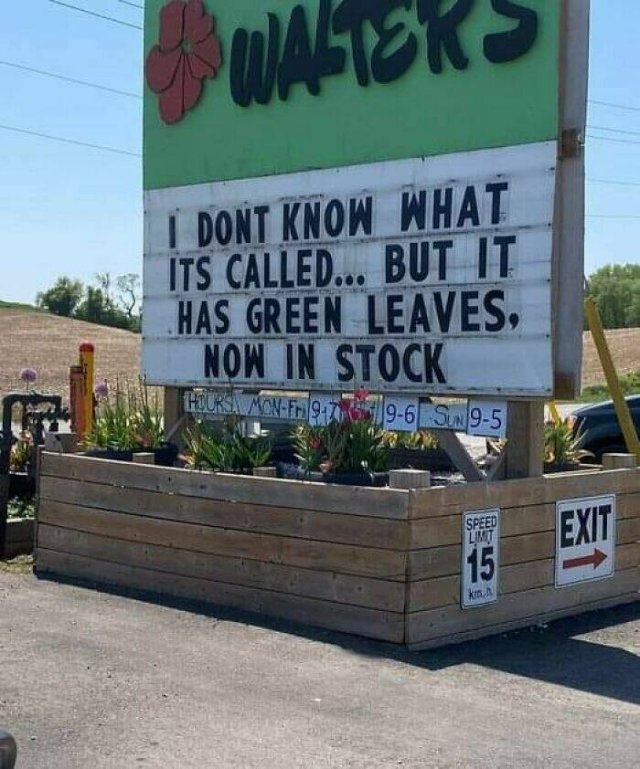 WALTER'S
I DONT KNOW WHAT
ITS CALLED... BUT IT
HAS GREEN LEAVES,
NOW IN STOCK
HOURS MON-FRI 9-7 9-6 SUN 9-5
SPEED
LIMIT
15
km/h
EXIT